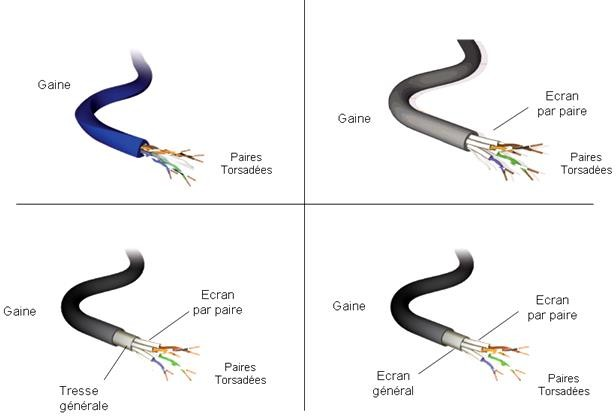 Gaine
Paires
Torsadées
Ecran
par paire
Gaine
Paires
Torsadées
Ecran
par paire
Gaine
Paires
Torsadées
Tresse
générale
Ecran
par paire
Gaine
Ecran
général
Paires
Torsadées